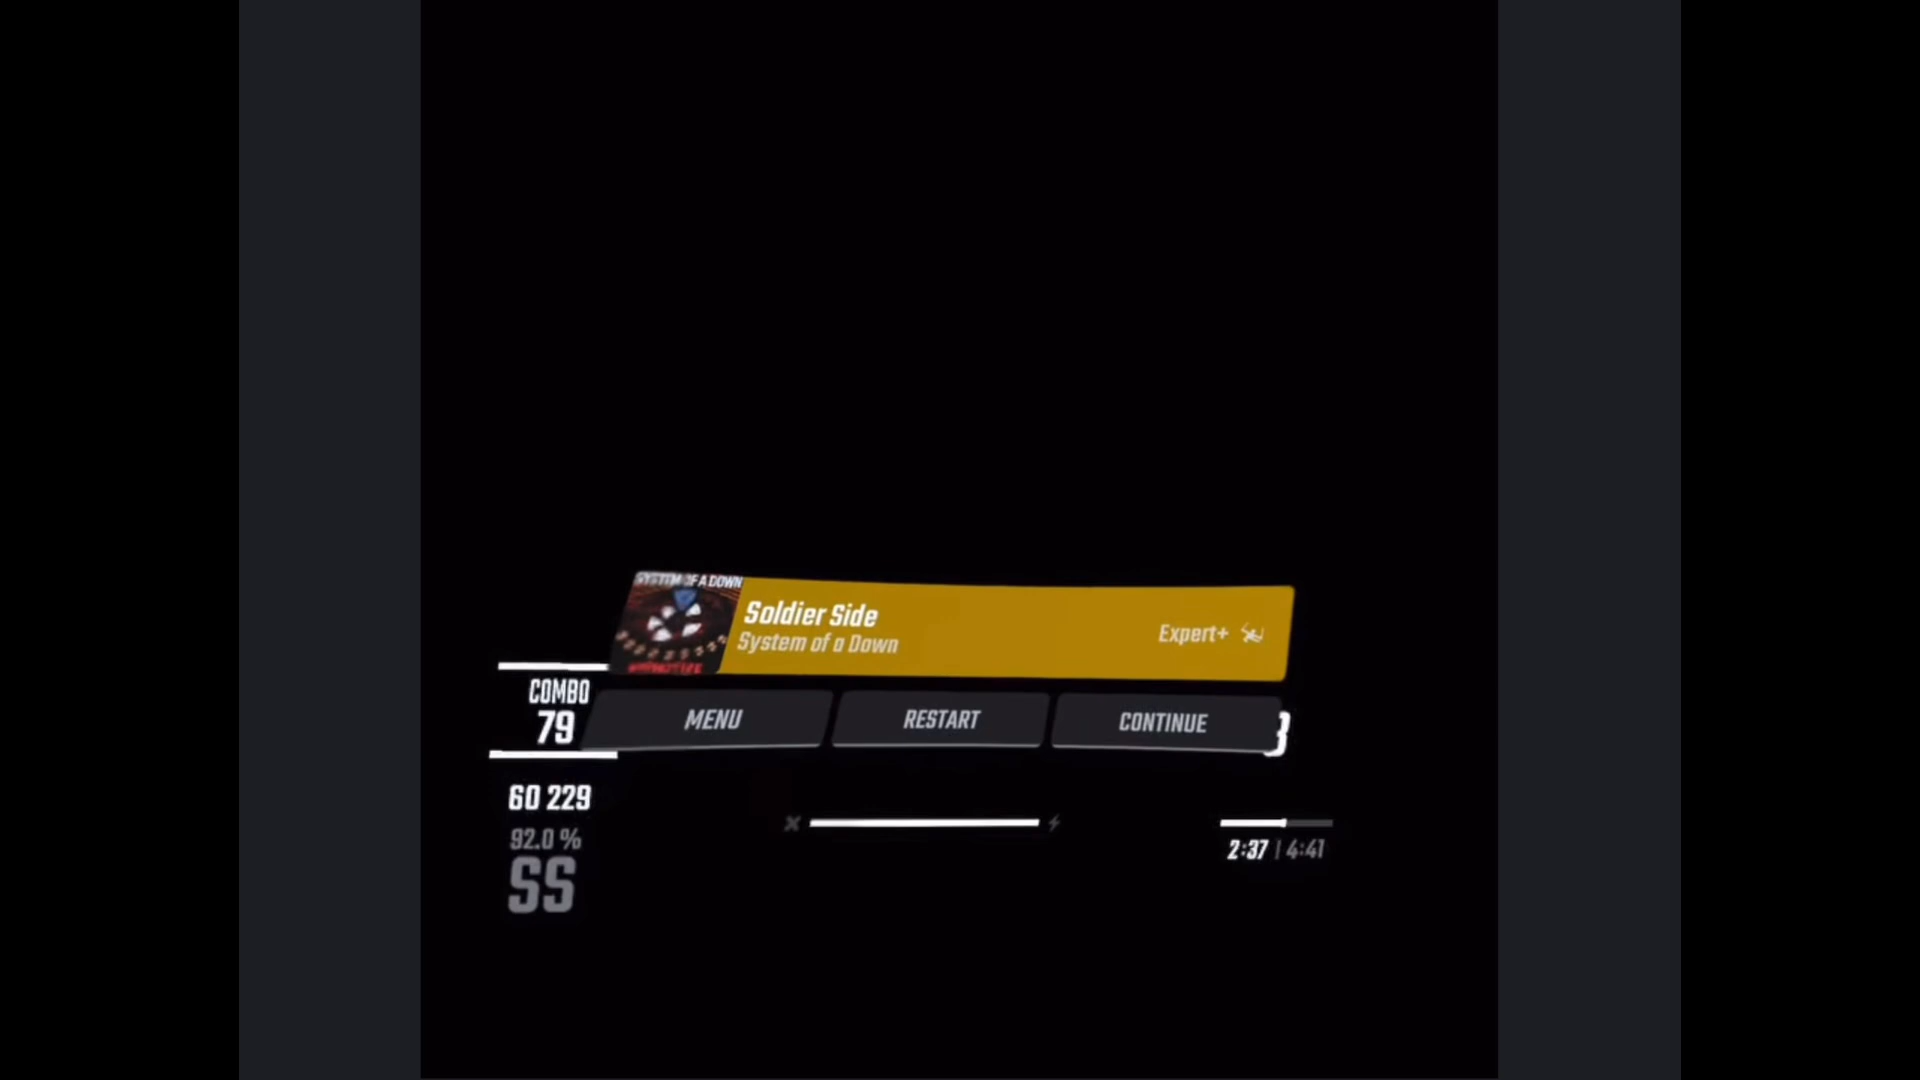 SYSTEM OF A DOWN
Soldier Side
System of a Down
Expert+
COMBO
79
MENU
RESTART
CONTINUE
60 229
92.0 %
SS
2:37 | 4:41